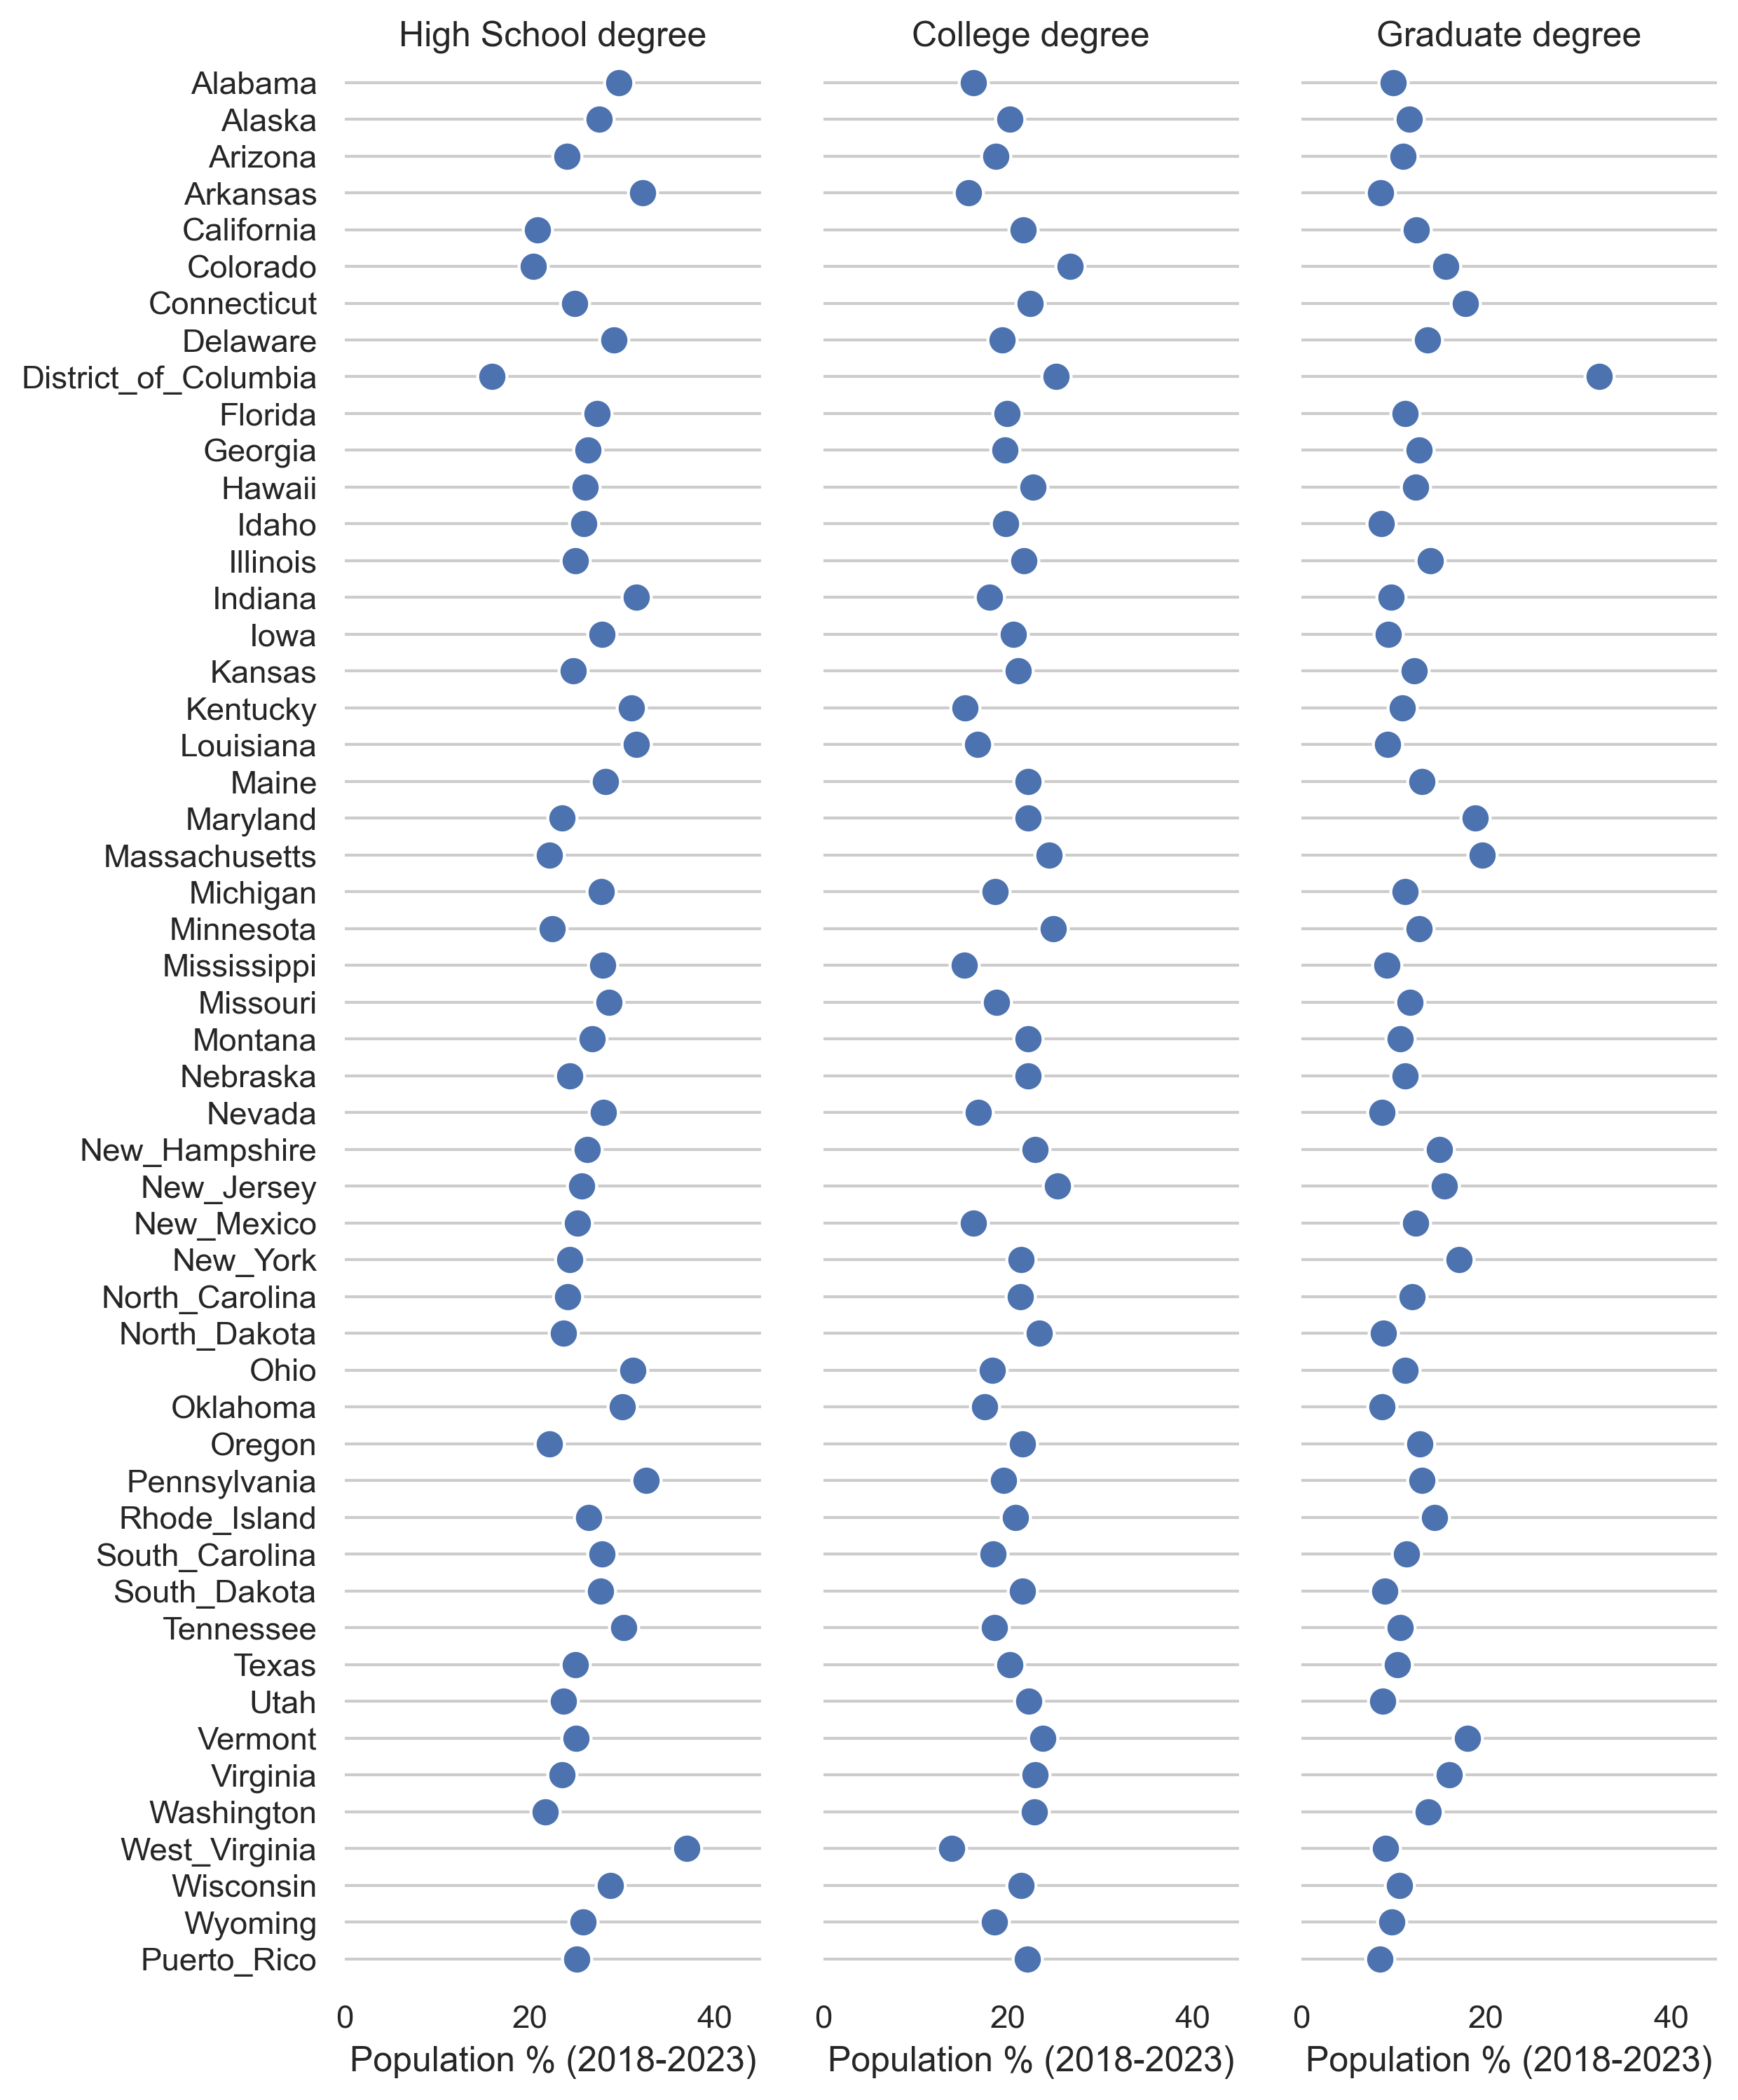 High School degree College degree Graduate degree
Alabama
Alaska
Arizona
Arkansas
California
Colorado
Connecticut
Delaware
District_of_Columbia
Florida
Georgia
Hawaii
Idaho
Illinois
Indiana
Iowa
Kansas
Kentucky
Louisiana
Maine
Maryland
Massachusetts
Michigan
Minnesota
Mississippi
Missouri
Montana
Nebraska
Nevada
New_Hampshire
New_Jersey
New_Mexico
New_York
North_Carolina
North_Dakota
Ohio
Oklahoma
Oregon
Pennsylvania
Rhode_Island
South_Carolina
South_Dakota
Tennessee
Texas
Utah
Vermont
Virginia
Washington
West_Virginia
Wisconsin
Wyoming
Puerto_Rico
0 20 40 0 20 40 0 20 40
Population % (2018-2023) Population % (2018-2023) Population % (2018-2023)